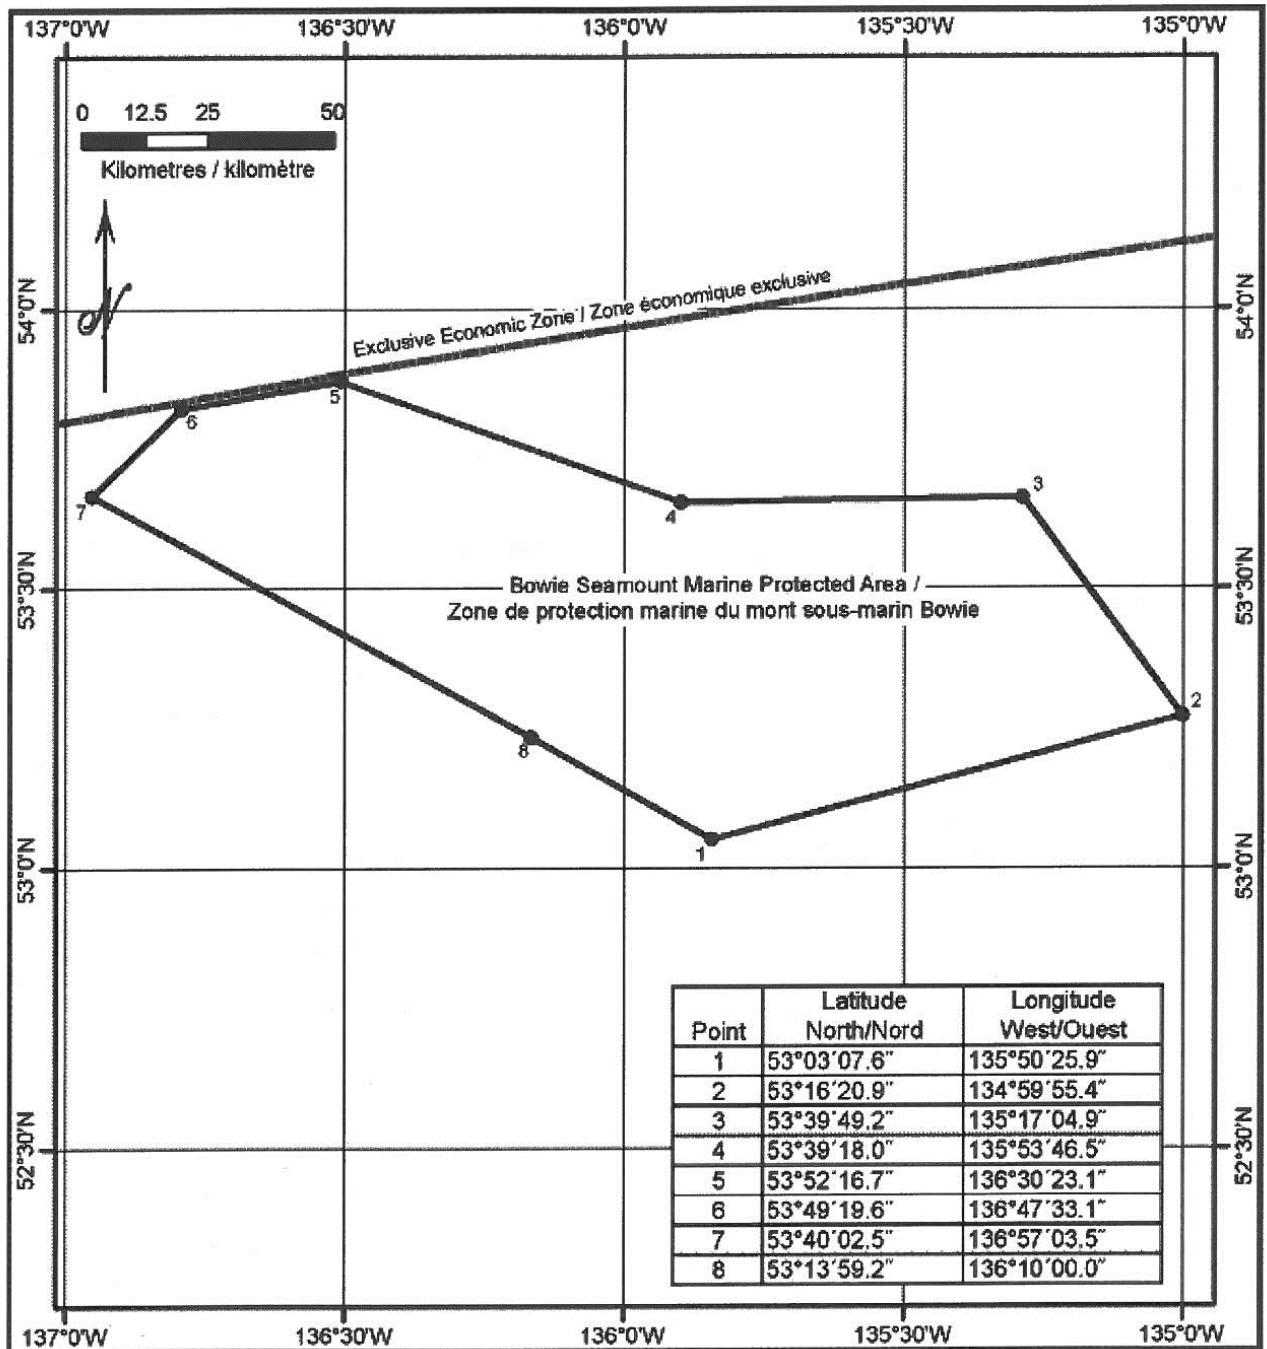 137°0'W 136°30'W 136°0'W 135°30'W 135°0'W
0 12.5 25 50
Kilometres / kilomètre
N
54°0'N
54°0'N
Exclusive Economic Zone / Zone économique exclusive
5
6
7
4
3
53°30'N
53°30'N
Bowie Seamount Marine Protected Area /
Zone de protection marine du mont sous-marin Bowie
2
8
1
53°0'N
53°0'N
Point Latitude North/Nord Longitude West/Ouest
1 53°03´07.6˝ 135°50´25.9˝
2 53°16´20.9˝ 134°59´55.4˝
3 53°39´49.2˝ 135°17´04.9˝
4 53°39´18.0˝ 135°53´46.5˝
5 53°52´16.7˝ 136°30´23.1˝
6 53°49´19.6˝ 136°47´33.1˝
7 53°40´02.5˝ 136°57´03.5˝
8 53°13´59.2˝ 136°10´00.0˝
52°30'N
52°30'N
137°0'W 136°30'W 136°0'W 135°30'W 135°0'W